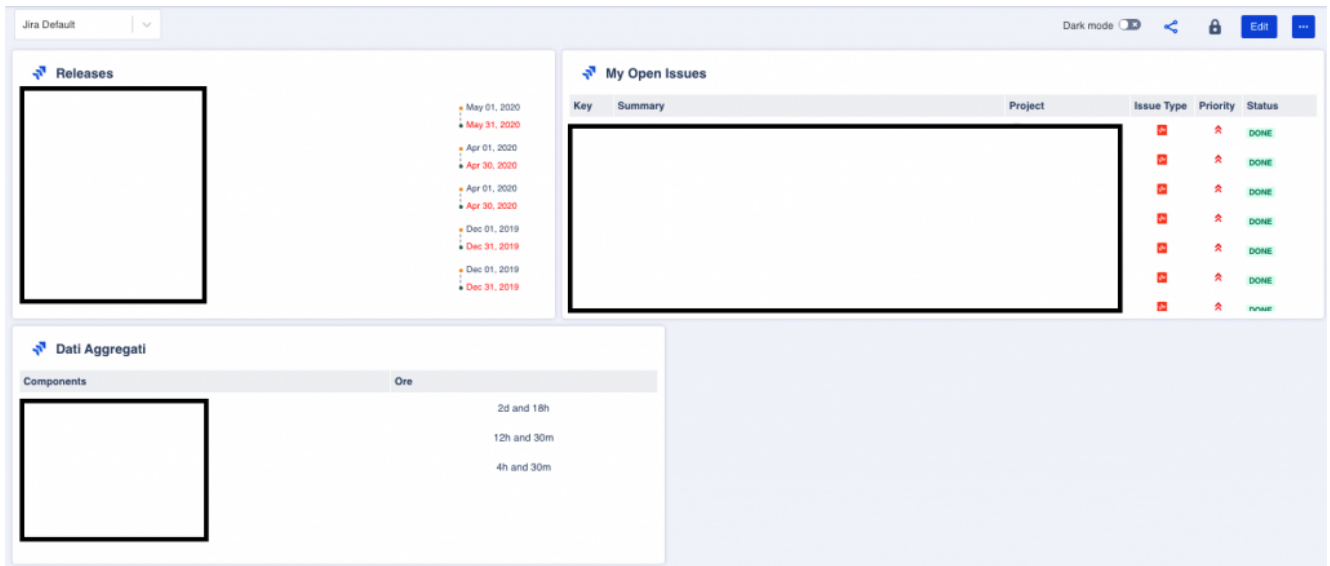 Jira Default
Dark mode
Edit
Releases
May 01, 2020
May 31, 2020
Apr 01, 2020
Apr 30, 2020
Apr 01, 2020
Apr 30, 2020
Dec 01, 2019
Dec 31, 2019
Dec 01, 2019
Dec 31, 2019
My Open Issues
Key Summary Project Issue Type Priority Status
DONE
DONE
DONE
DONE
DONE
DONE
DONE
Dati Aggregati
Components Ore
2d and 18h
12h and 30m
4h and 30m